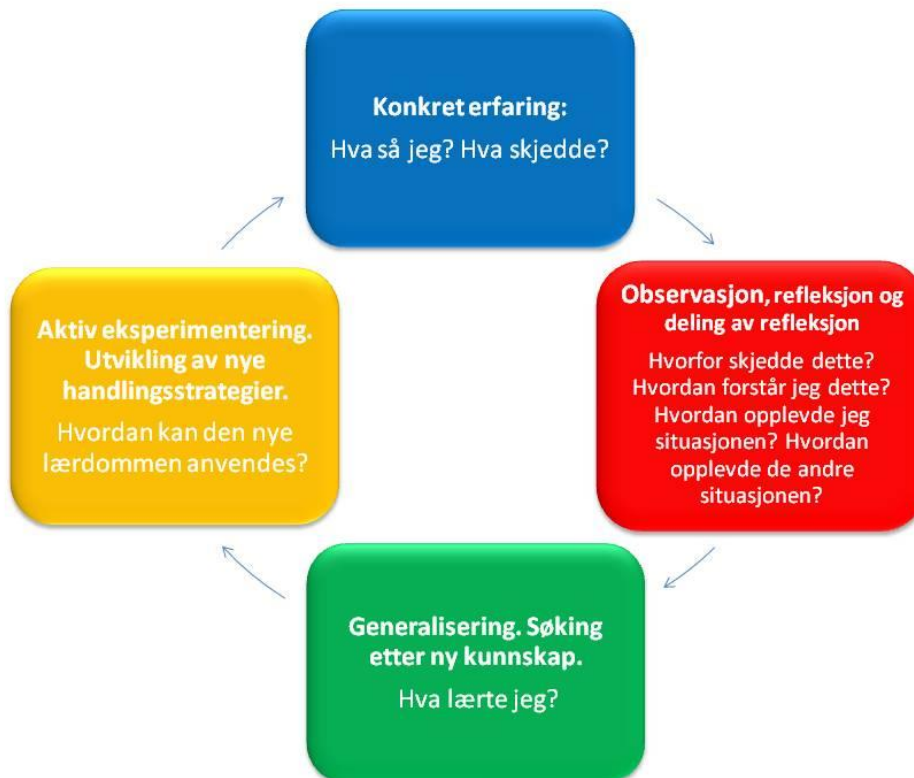 Konkret erfaring:
Hva så jeg? Hva skjedde?
Observasjon, refleksjon og
deling av refleksjon
Hvorfor skjedde dette?
Hvordan forstår jeg dette?
Hvordan opplevde jeg
situasjonen? Hvordan
opplevde de andre
situasjonen?
Generalisering. Søking
etter ny kunnskap.
Hva lærte jeg?
Aktiv eksperimentering.
Utvikling av nye
handlingsstrategier.
Hvordan kan den nye
lærdommen anvendes?